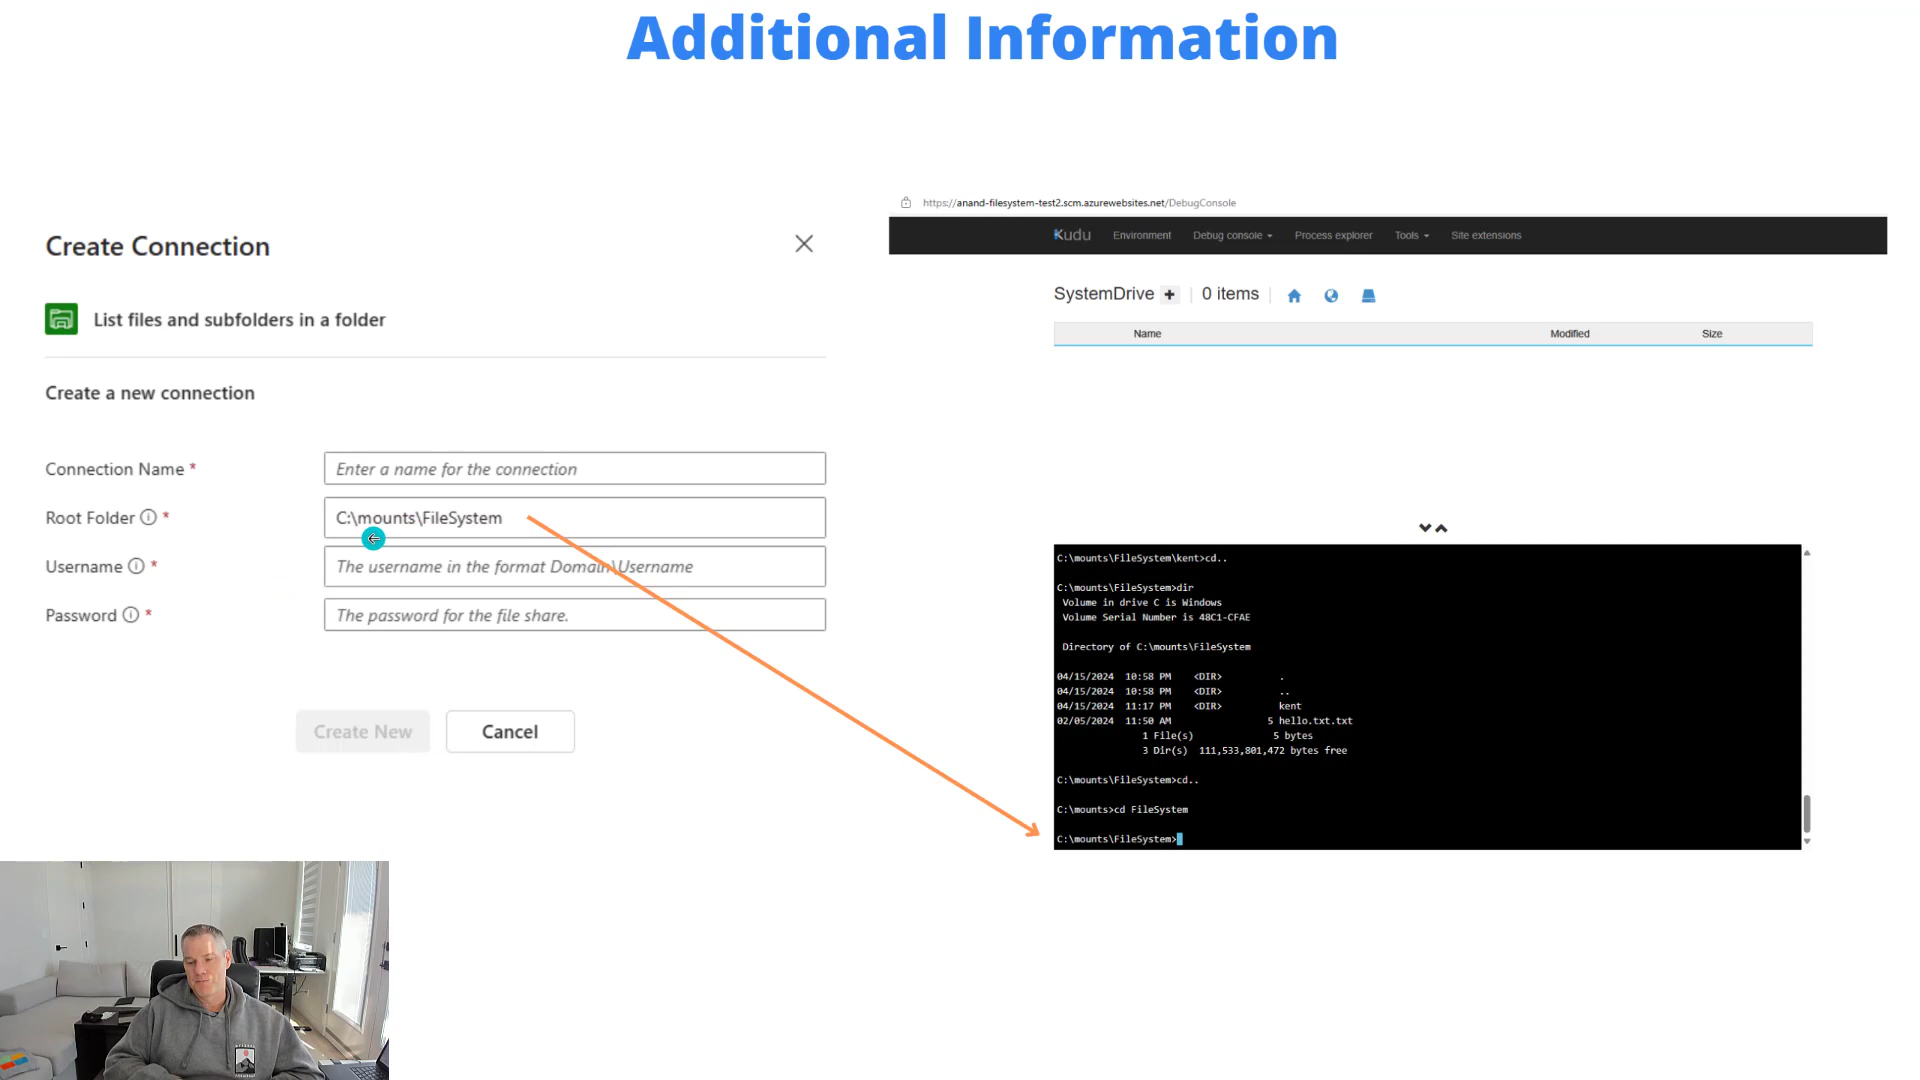 Additional Information
Create Connection
List files and subfolders in a folder
Create a new connection
Connection Name *
Enter a name for the connection
Root Folder *
C:\mounts\FileSystem
Username *
The username in the format Domain\Username
Password *
The password for the file share.
Create New
Cancel
https://anand-filesystem-test2.scm.azurewebsites.net/DebugConsole
Kudu Environment Debug console Process explorer Tools Site extensions
SystemDrive + | 0 items |
Name Modified Size
C:\mounts\FileSystem\kent>cd..
C:\mounts\FileSystem>dir
Volume in drive C is Windows
Volume Serial Number is 48C1-CFAE
Directory of C:\mounts\FileSystem
04/15/2024 10:58 PM <DIR> .
04/15/2024 10:58 PM <DIR> ..
04/15/2024 11:17 PM <DIR> kent
02/05/2024 11:50 AM 5 hello.txt.txt
1 File(s) 5 bytes
3 Dir(s) 111,533,801,472 bytes free
C:\mounts\FileSystem>cd..
C:\mounts>cd FileSystem
C:\mounts\FileSystem>